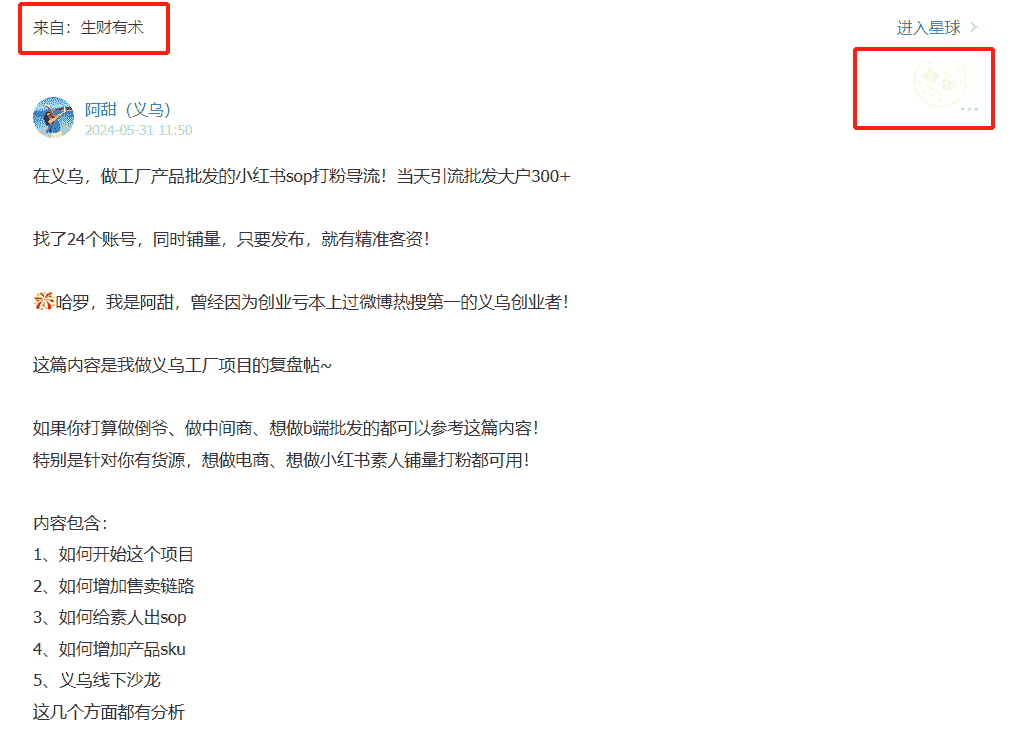 来自：生财有术
进入星球
阿甜（义乌）
2024-05-31 11:50
在义乌，做工厂产品批发的小红书sop打粉导流！当天引流批发大户300+
找了24个账号，同时铺量，只要发布，就有精准客资！
哈罗，我是阿甜，曾经因为创业亏本上过微博热搜第一的义乌创业者！
这篇内容是我做义乌工厂项目的复盘帖~
如果你打算做倒爷、做中间商、想做b端批发的都可以参考这篇内容！
特别是针对你有货源，想做电商、想做小红书素人铺量打粉都可用！
内容包含：
1、如何开始这个项目
2、如何增加售卖链路
3、如何给素人出sop
4、如何增加产品sku
5、义乌线下沙龙
这几个方面都有分析